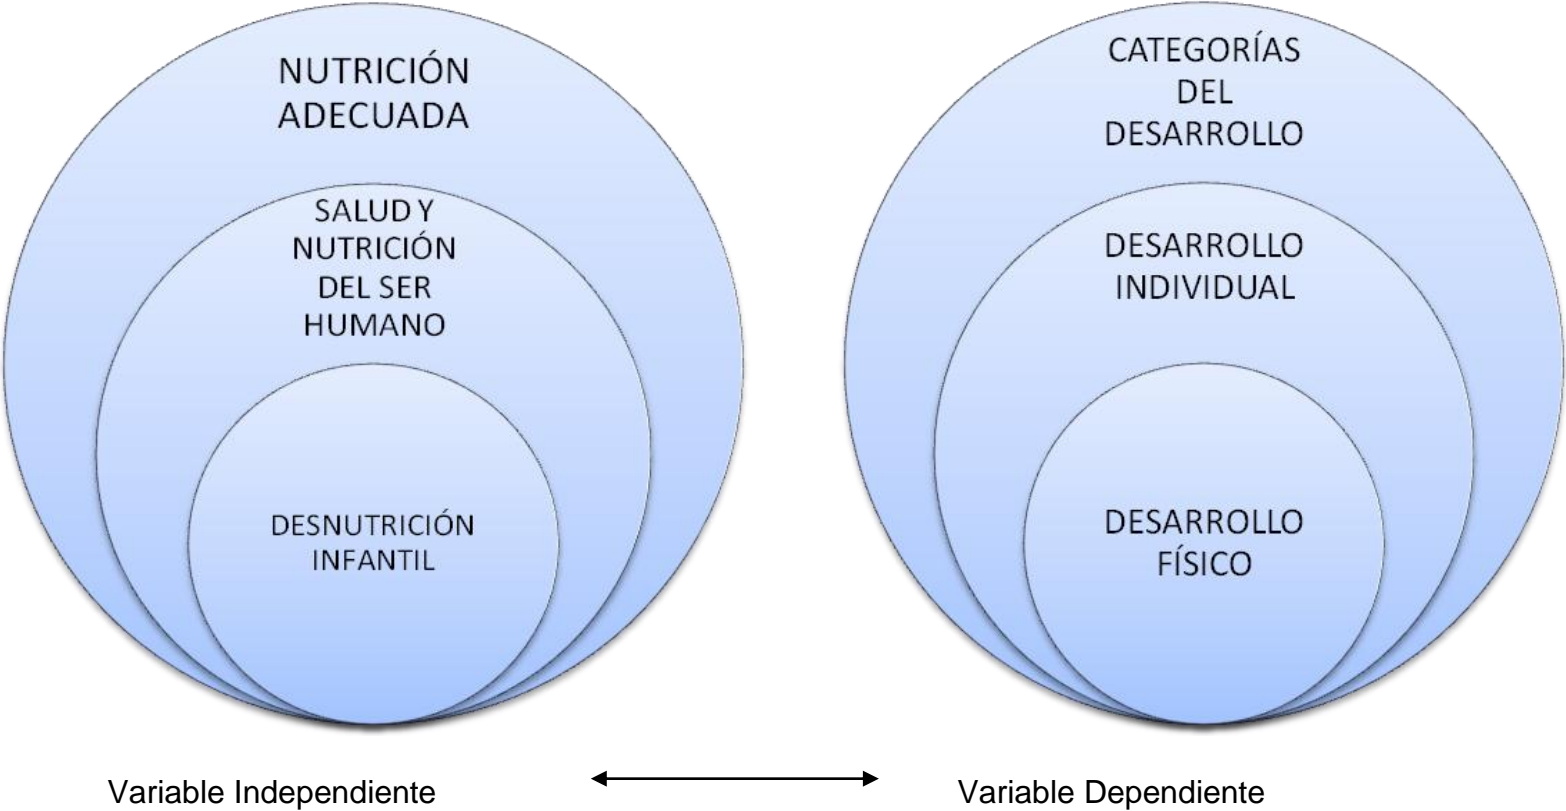 NUTRICIÓN
ADECUADA
SALUD Y
NUTRICIÓN
DEL SER
HUMANO
DESNUTRICIÓN
INFANTIL
CATEGORÍAS
DEL
DESARROLLO
DESARROLLO
INDIVIDUAL
DESARROLLO
FÍSICO
Variable Independiente
Variable Dependiente